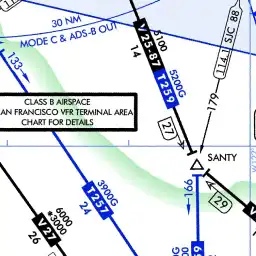 30 NM
MODE C & ADS-B OUT
133
V25-87
5100
14
T259
5200G
114.1 SJC 88
CLASS B AIRSPACE
AN FRANCISCO VFR TERMINAL AREA
CHART FOR DETAILS
27
179
SANTY
166
29
T257
3900G
24
V27
6000
*3000
26